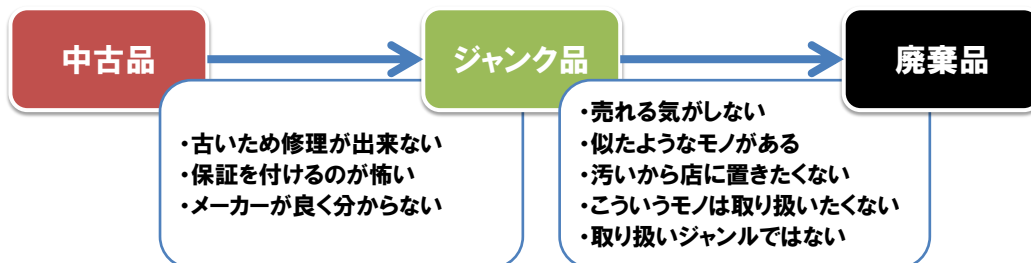 中古品
ジャンク品
廃棄品
・古いため修理が出来ない
・保証を付けるのが怖い
・メーカーが良く分からない
・売れる気がしない
・似たようなモノがある
・汚いから店に置きたくない
・こういうモノは取り扱いたくない
・取り扱いジャンルではない